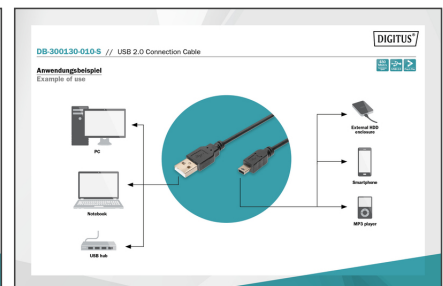 DIGITUS®
DB-300130-010-S // USB 2.0 Connection Cable
Anwendungsbeispiel
Example of use
PC
Notebook
USB hub
External HDD
enclosure
Smartphone
MP3 player